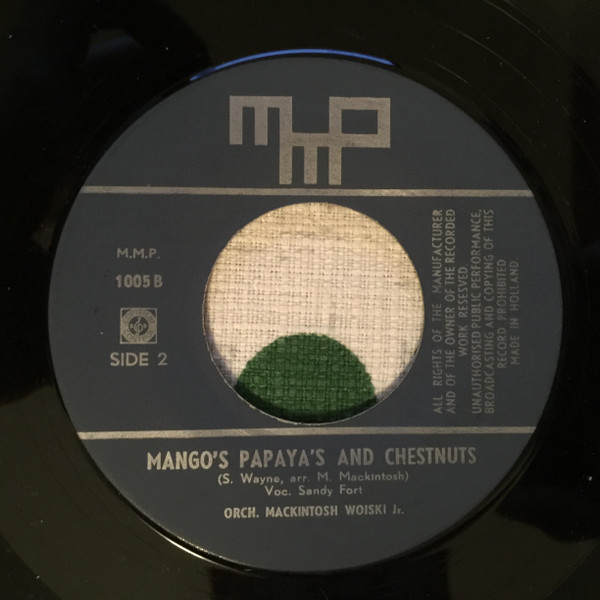 mmp
M.M.P.
1005 B
SIDE 2
ALL RIGHTS OF THE MANUFACTURER
AND OF THE OWNER OF THE RECORDED
WORK RESERVED
UNAUTHORISED PUBLIC PERFORMANCE,
BROADCASTING AND COPYING OF THIS
RECORD PROHIBITED
MADE IN HOLLAND.
MANGO'S PAPAYA'S AND CHESTNUTS
(S. Wayne, arr. M. Mackintosh)
Voc. Sandy Fort
ORCH. MACKINTOSH WOISKI Jr.